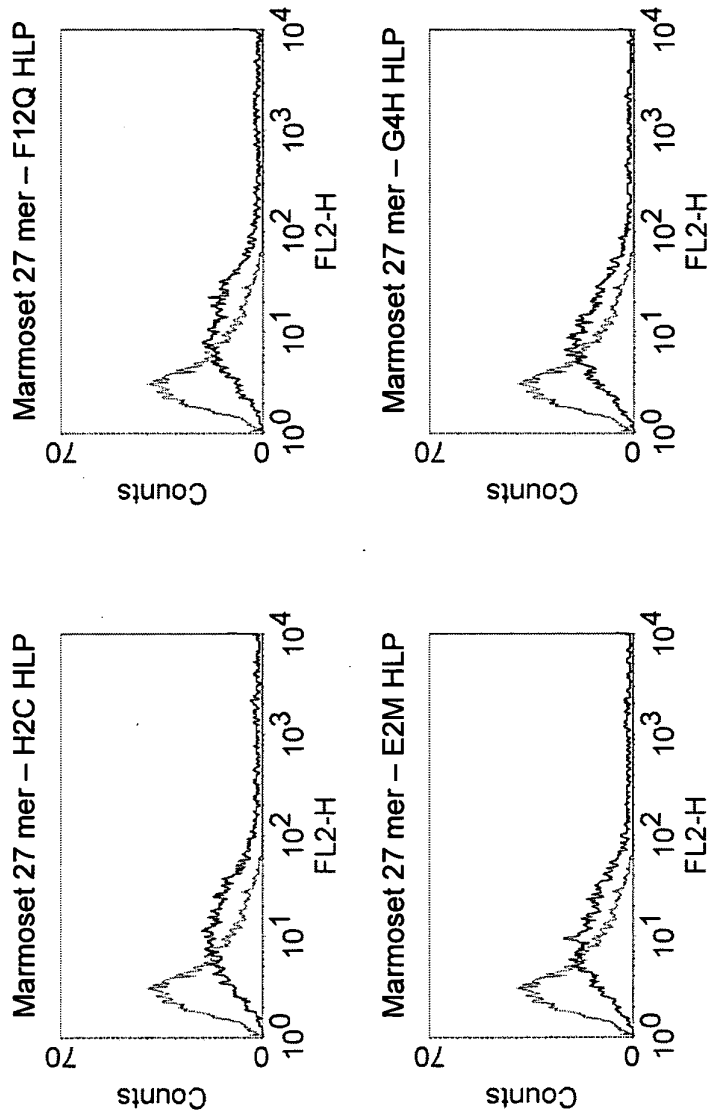 Marmoset 27 mer – H2C HLP
70
Counts
0
10^0 10^1 10^2 10^3 10^4
FL2-H
Marmoset 27 mer – F12Q HLP
70
Counts
0
10^0 10^1 10^2 10^3 10^4
FL2-H
Marmoset 27 mer – E2M HLP
70
Counts
0
10^0 10^1 10^2 10^3 10^4
FL2-H
Marmoset 27 mer – G4H HLP
70
Counts
0
10^0 10^1 10^2 10^3 10^4
FL2-H